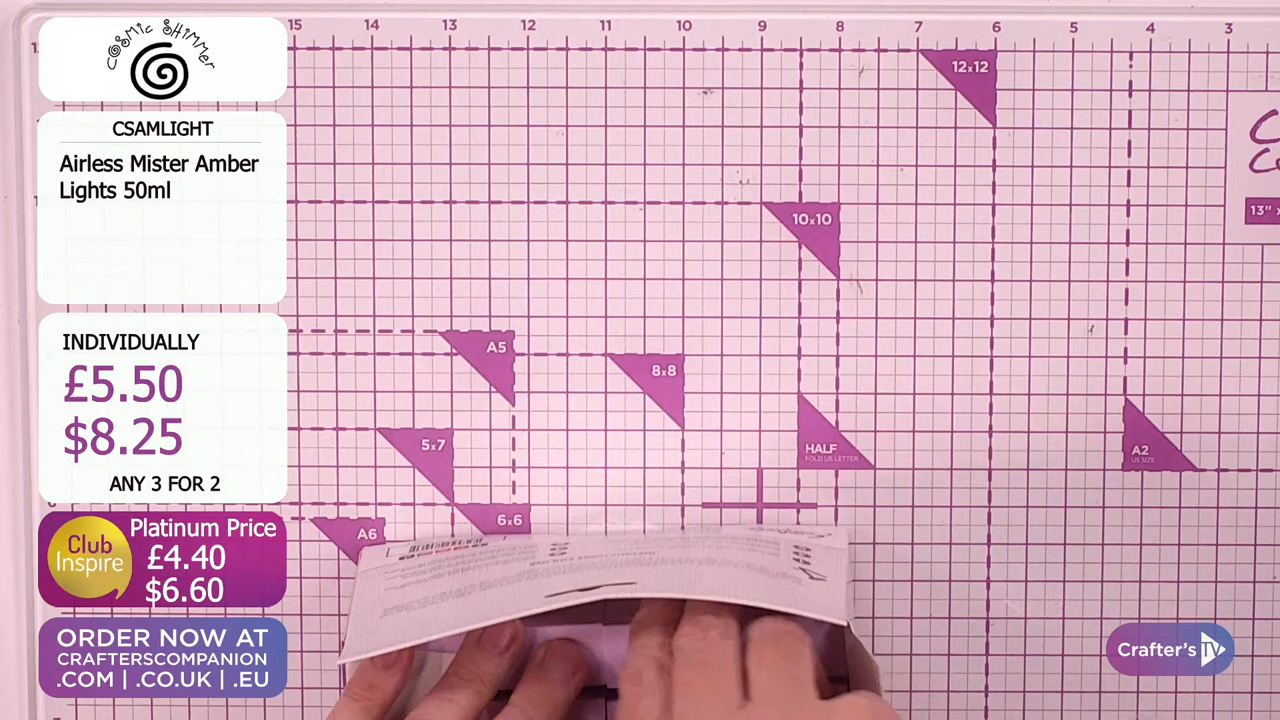 COSMIC SHIMMER
CSAMLIGHT
Airless Mister Amber
Lights 50ml
INDIVIDUALLY
£5.50
$8.25
ANY 3 FOR 2
Club
Inspire
Platinum Price
£4.40
$6.60
ORDER NOW AT
CRAFTERSCOMPANION
.COM | .CO.UK | .EU
15 14 13 12 11 10 9 8 7 6 5 4 3
12x12
10x10
A5
8x8
5x7
HALF
FOLD US LETTER
A2
US SIZE
6x6
A6
13"
Crafter's TV